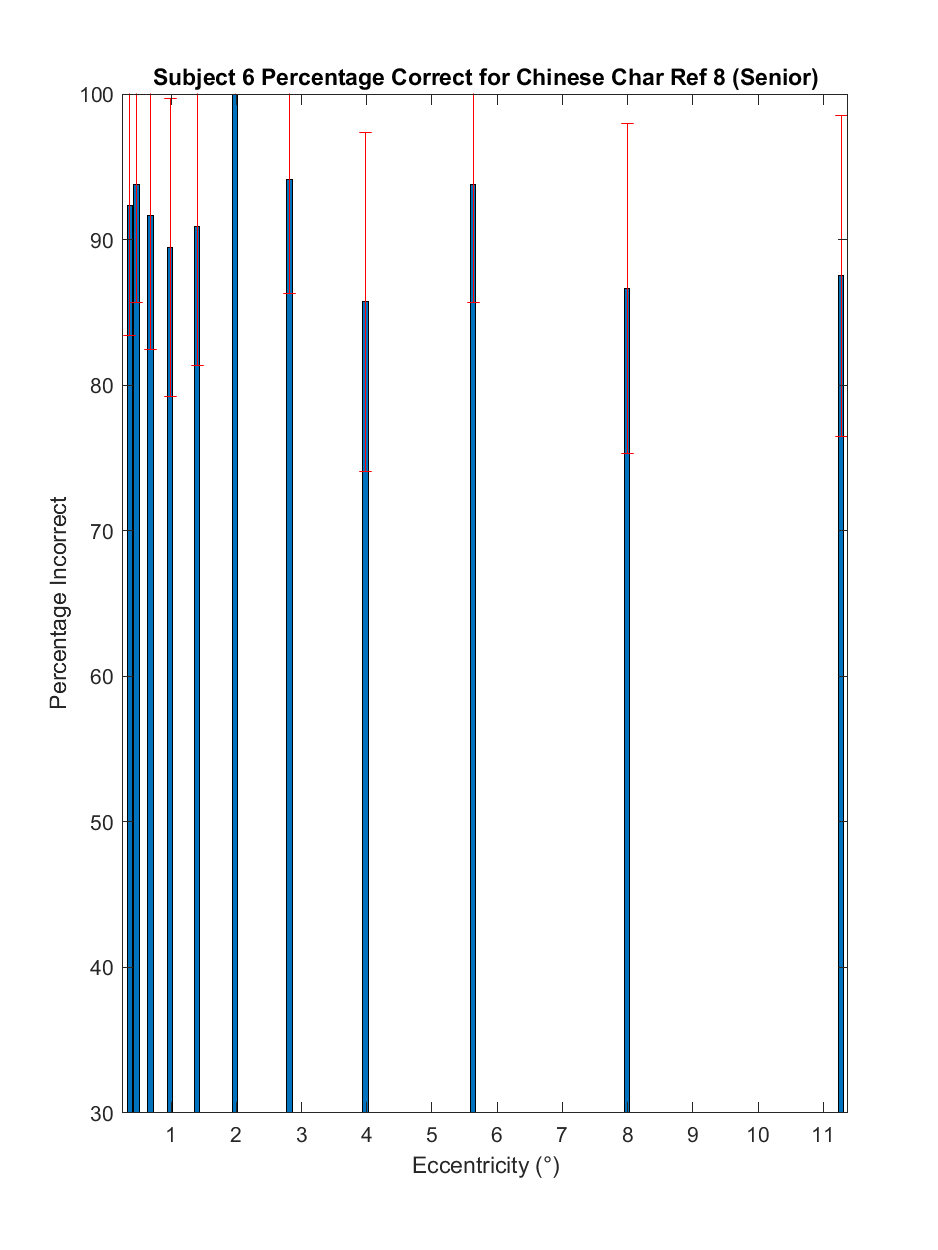 Subject 6 Percentage Correct for Chinese Char Ref 8 (Senior)
100
90
80
70
60
50
40
30
Percentage Incorrect
1 2 3 4 5 6 7 8 9 10 11
Eccentricity (°)